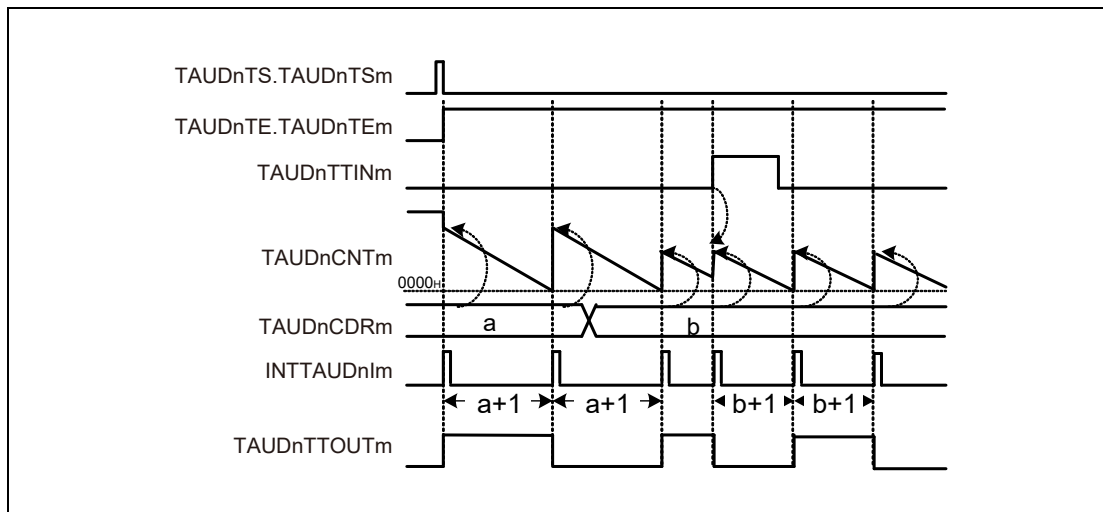 TAUDnTS.TAUDnTSm
TAUDnTE.TAUDnTEm
TAUDnTTINm
TAUDnCNTm
0000H
TAUDnCDRm
a
b
INTTAUDnIm
a+1
a+1
b+1
b+1
TAUDnTTOUTm